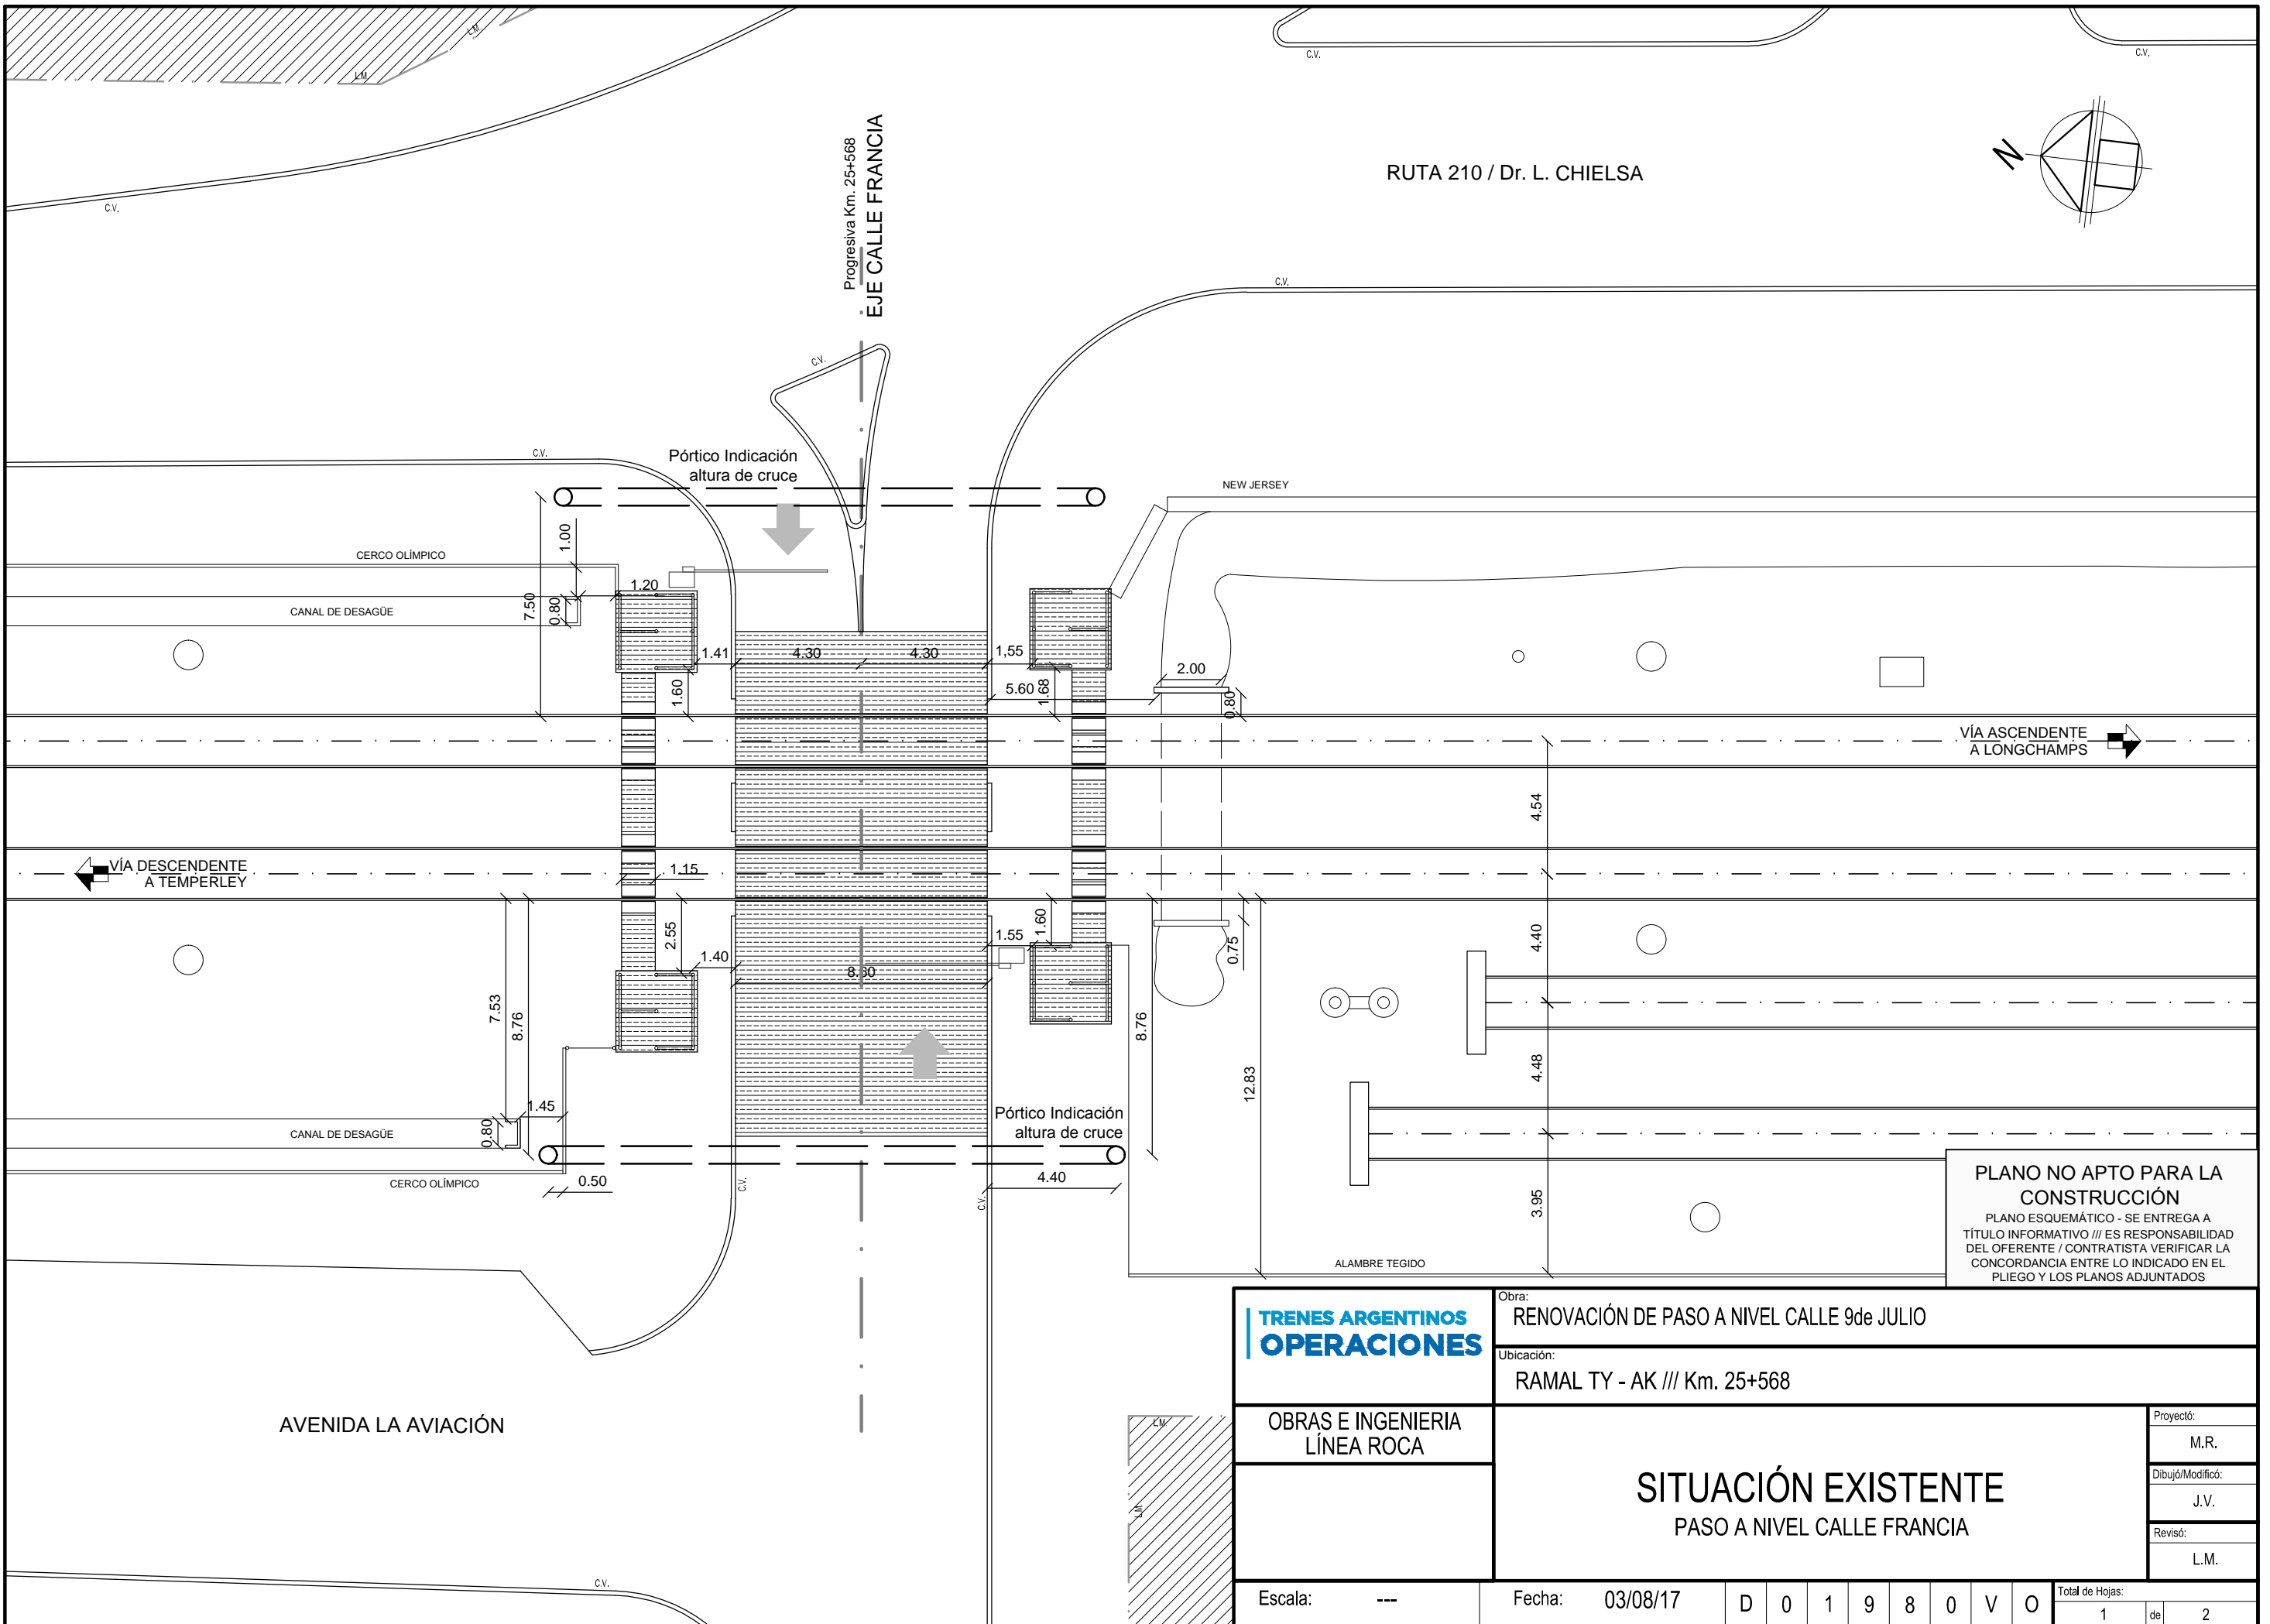 L.M.
L.M.
C.V.
C.V.
C.V.
Progresiva Km. 25+568
EJE CALLE FRANCIA
RUTA 210 / Dr. L. CHIELSA
N
C.V.
C.V.
C.V.
Pórtico Indicación
altura de cruce
NEW JERSEY
CERCO OLÍMPICO
1.00
7.50
1.20
0.80
CANAL DE DESAGÜE
1.41
4.30
4.30
1,55
2.00
1.60
5.60
1.68
0.80
VÍA ASCENDENTE
A LONGCHAMPS
4.54
VÍA DESCENDENTE
A TEMPERLEY
1.15
2.55
1.40
8.60
1.55
1.60
0.75
4.40
7.53
8.76
8.76
12.83
4.48
1.45
0.80
CANAL DE DESAGÜE
Pórtico Indicación
altura de cruce
CERCO OLÍMPICO
0.50
C.V.
C.V.
4.40
3.95
ALAMBRE TEGIDO
PLANO NO APTO PARA LA
CONSTRUCCIÓN
PLANO ESQUEMÁTICO - SE ENTREGA A
TÍTULO INFORMATIVO /// ES RESPONSABILIDAD
DEL OFERENTE / CONTRATISTA VERIFICAR LA
CONCORDANCIA ENTRE LO INDICADO EN EL
PLIEGO Y LOS PLANOS ADJUNTADOS
AVENIDA LA AVIACIÓN
L.M.
L.M.
C.V.
TRENES ARGENTINOS
OPERACIONES
Obra:
RENOVACIÓN DE PASO A NIVEL CALLE 9de JULIO
Ubicación:
RAMAL TY - AK /// Km. 25+568
OBRAS E INGENIERIA
LÍNEA ROCA
SITUACIÓN EXISTENTE
PASO A NIVEL CALLE FRANCIA
Proyectó:
M.R.
Dibujó/Modificó:
J.V.
Revisó:
L.M.
Escala: ---
Fecha: 03/08/17
D 0 1 9 8 0 V O
Total de Hojas:
1 de 2